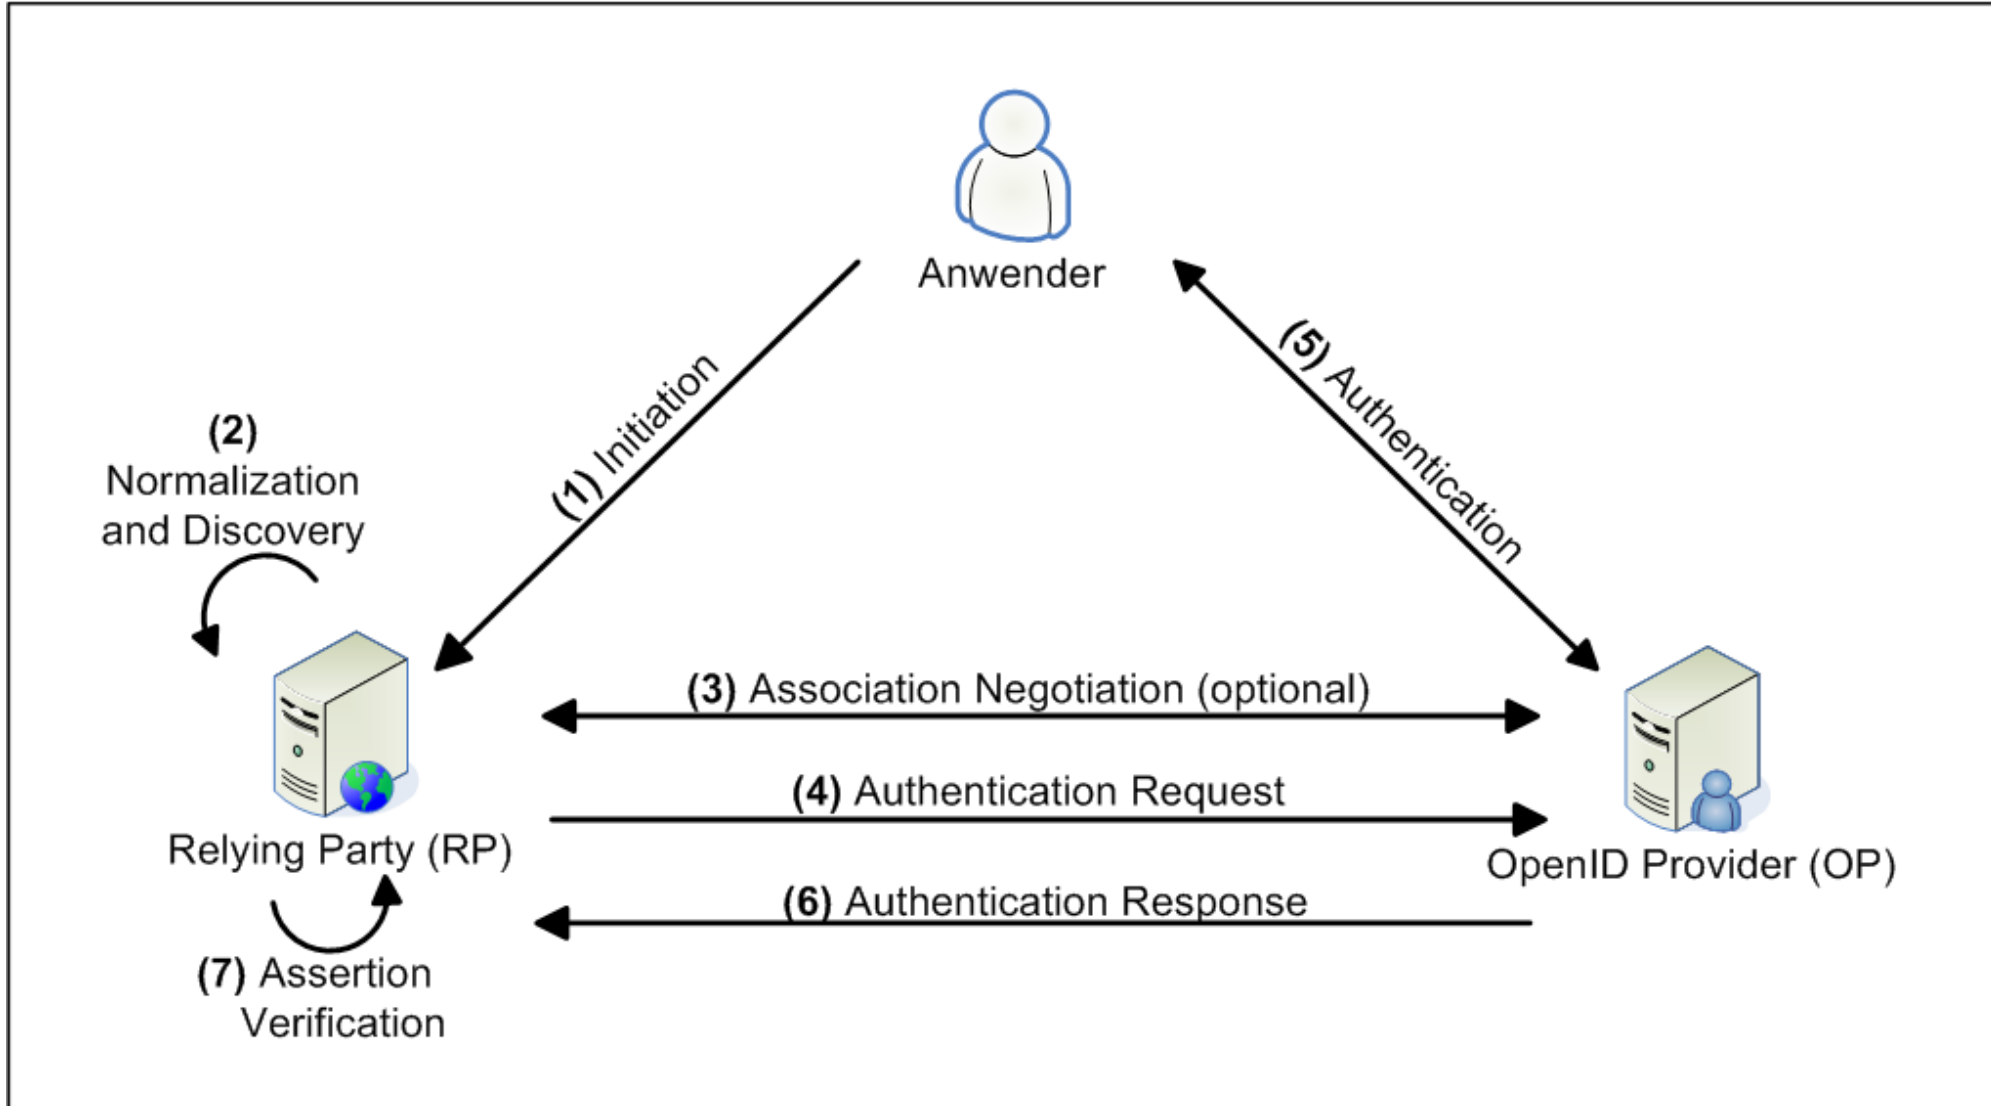 Anwender
(1) Initiation
(5) Authentication
(2)
Normalization
and Discovery
(3) Association Negotiation (optional)
(4) Authentication Request
Relying Party (RP)
OpenID Provider (OP)
(6) Authentication Response
(7) Assertion
Verification